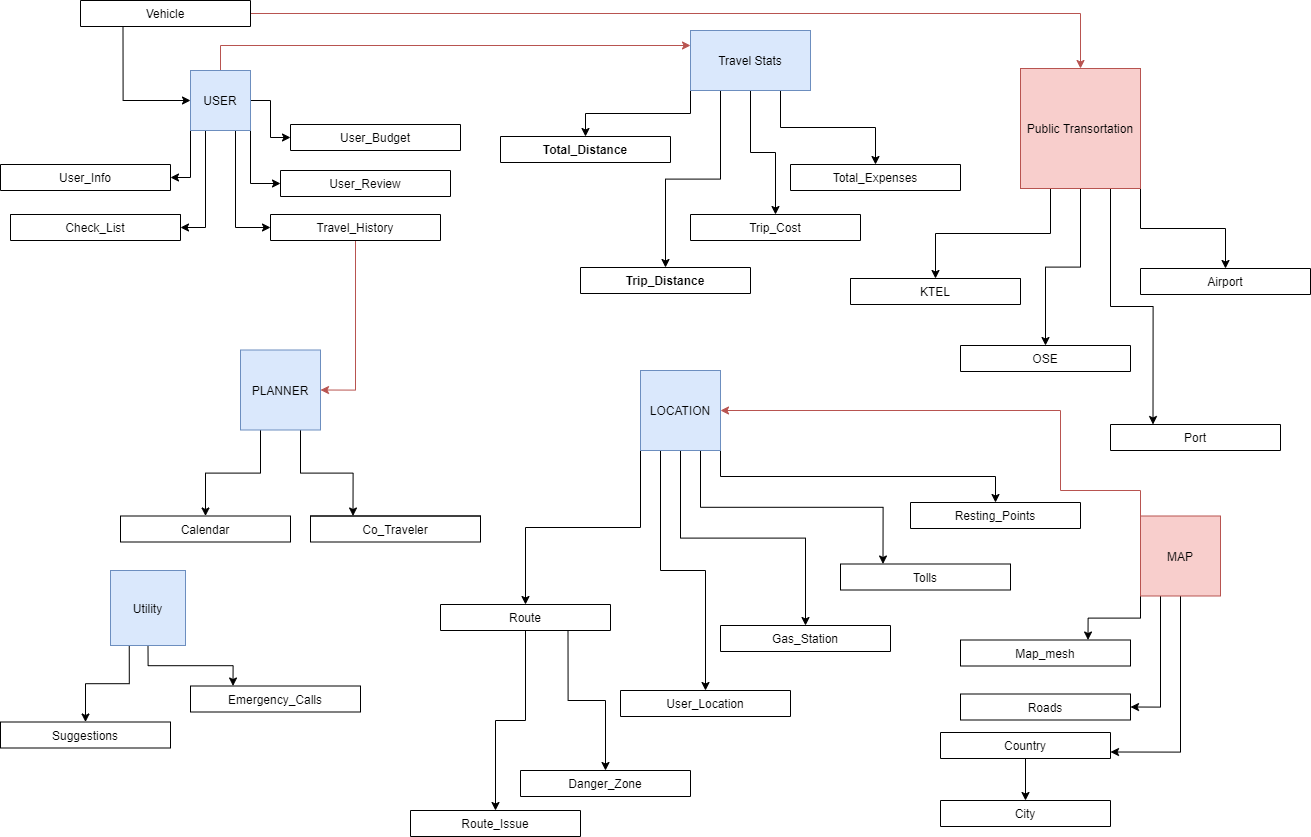 Vehicle
Travel Stats
USER
Public Transortation
User_Budget
Total_Distance
User_Info
Total_Expenses
User_Review
Check_List
Travel_History
Trip_Cost
Trip_Distance
Airport
KTEL
OSE
PLANNER
LOCATION
Port
Resting_Points
Calendar
Co_Traveler
MAP
Tolls
Utility
Route
Gas_Station
Map_mesh
Emergency_Calls
User_Location
Roads
Suggestions
Country
Danger_Zone
City
Route_Issue